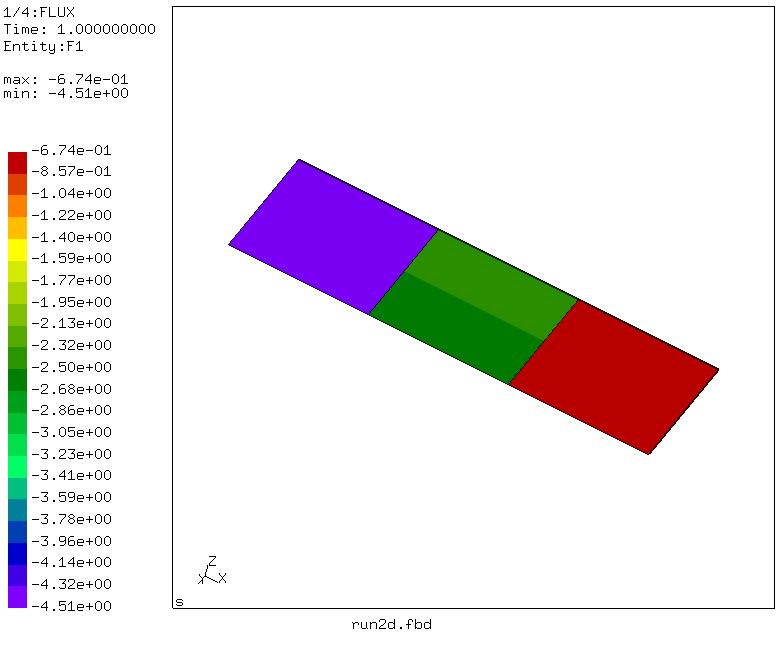 1/4:FLUX
Time: 1.000000000
Entity:F1
max: -6.74e-01
min: -4.51e+00
-6.74e-01
-8.57e-01
-1.04e+00
-1.22e+00
-1.40e+00
-1.59e+00
-1.77e+00
-1.95e+00
-2.13e+00
-2.32e+00
-2.50e+00
-2.68e+00
-2.86e+00
-3.05e+00
-3.23e+00
-3.41e+00
-3.59e+00
-3.78e+00
-3.96e+00
-4.14e+00
-4.32e+00
-4.51e+00
Z
Y X
s
run2d.fbd